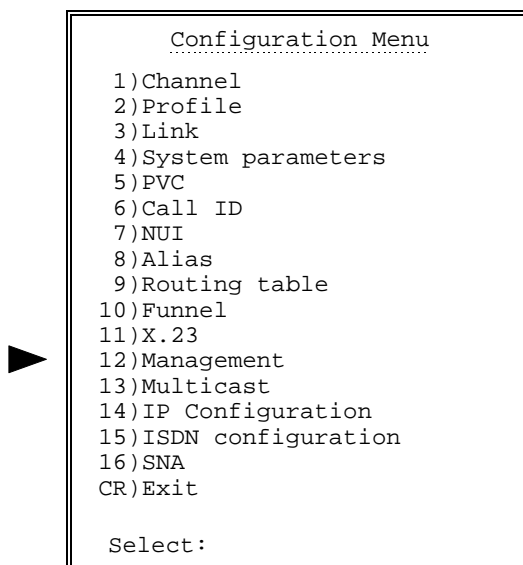 Configuration Menu
1)Channel
2)Profile
3)Link
4)System parameters
5)PVC
6)Call ID
7)NUI
8)Alias
9)Routing table
10)Funnel
11)X.23
12)Management
13)Multicast
14)IP Configuration
15)ISDN configuration
16)SNA
CR)Exit
Select: